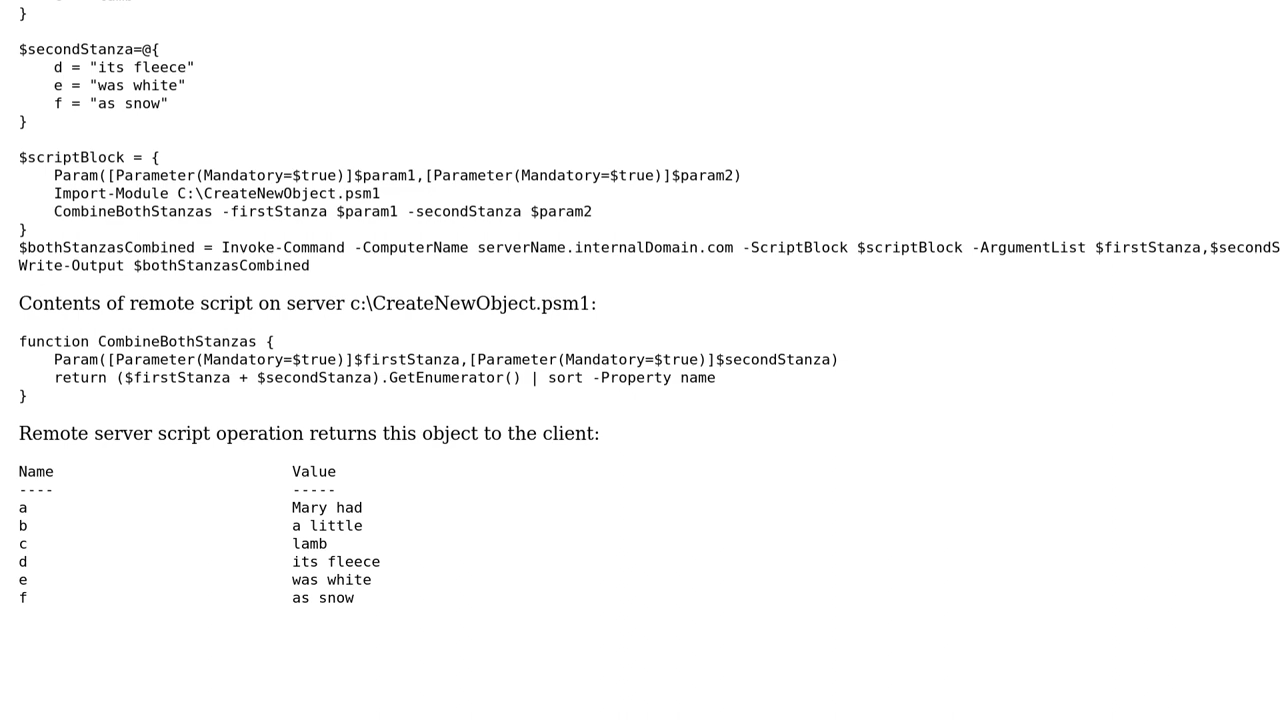 }
$secondStanza=@{
    d = "its fleece"
    e = "was white"
    f = "as snow"
}
$scriptBlock = {
    Param([Parameter(Mandatory=$true)]$param1,[Parameter(Mandatory=$true)]$param2)
    Import-Module C:\CreateNewObject.psm1
    CombineBothStanzas -firstStanza $param1 -secondStanza $param2
}
$bothStanzasCombined = Invoke-Command -ComputerName serverName.internalDomain.com -ScriptBlock $scriptBlock -ArgumentList $firstStanza,$secondS
Write-Output $bothStanzasCombined
Contents of remote script on server c:\CreateNewObject.psm1:
function CombineBothStanzas {
    Param([Parameter(Mandatory=$true)]$firstStanza,[Parameter(Mandatory=$true)]$secondStanza)
    return ($firstStanza + $secondStanza).GetEnumerator() | sort -Property name
}
Remote server script operation returns this object to the client:
Name                           Value
----                           -----
a                              Mary had
b                              a little
c                              lamb
d                              its fleece
e                              was white
f                              as snow